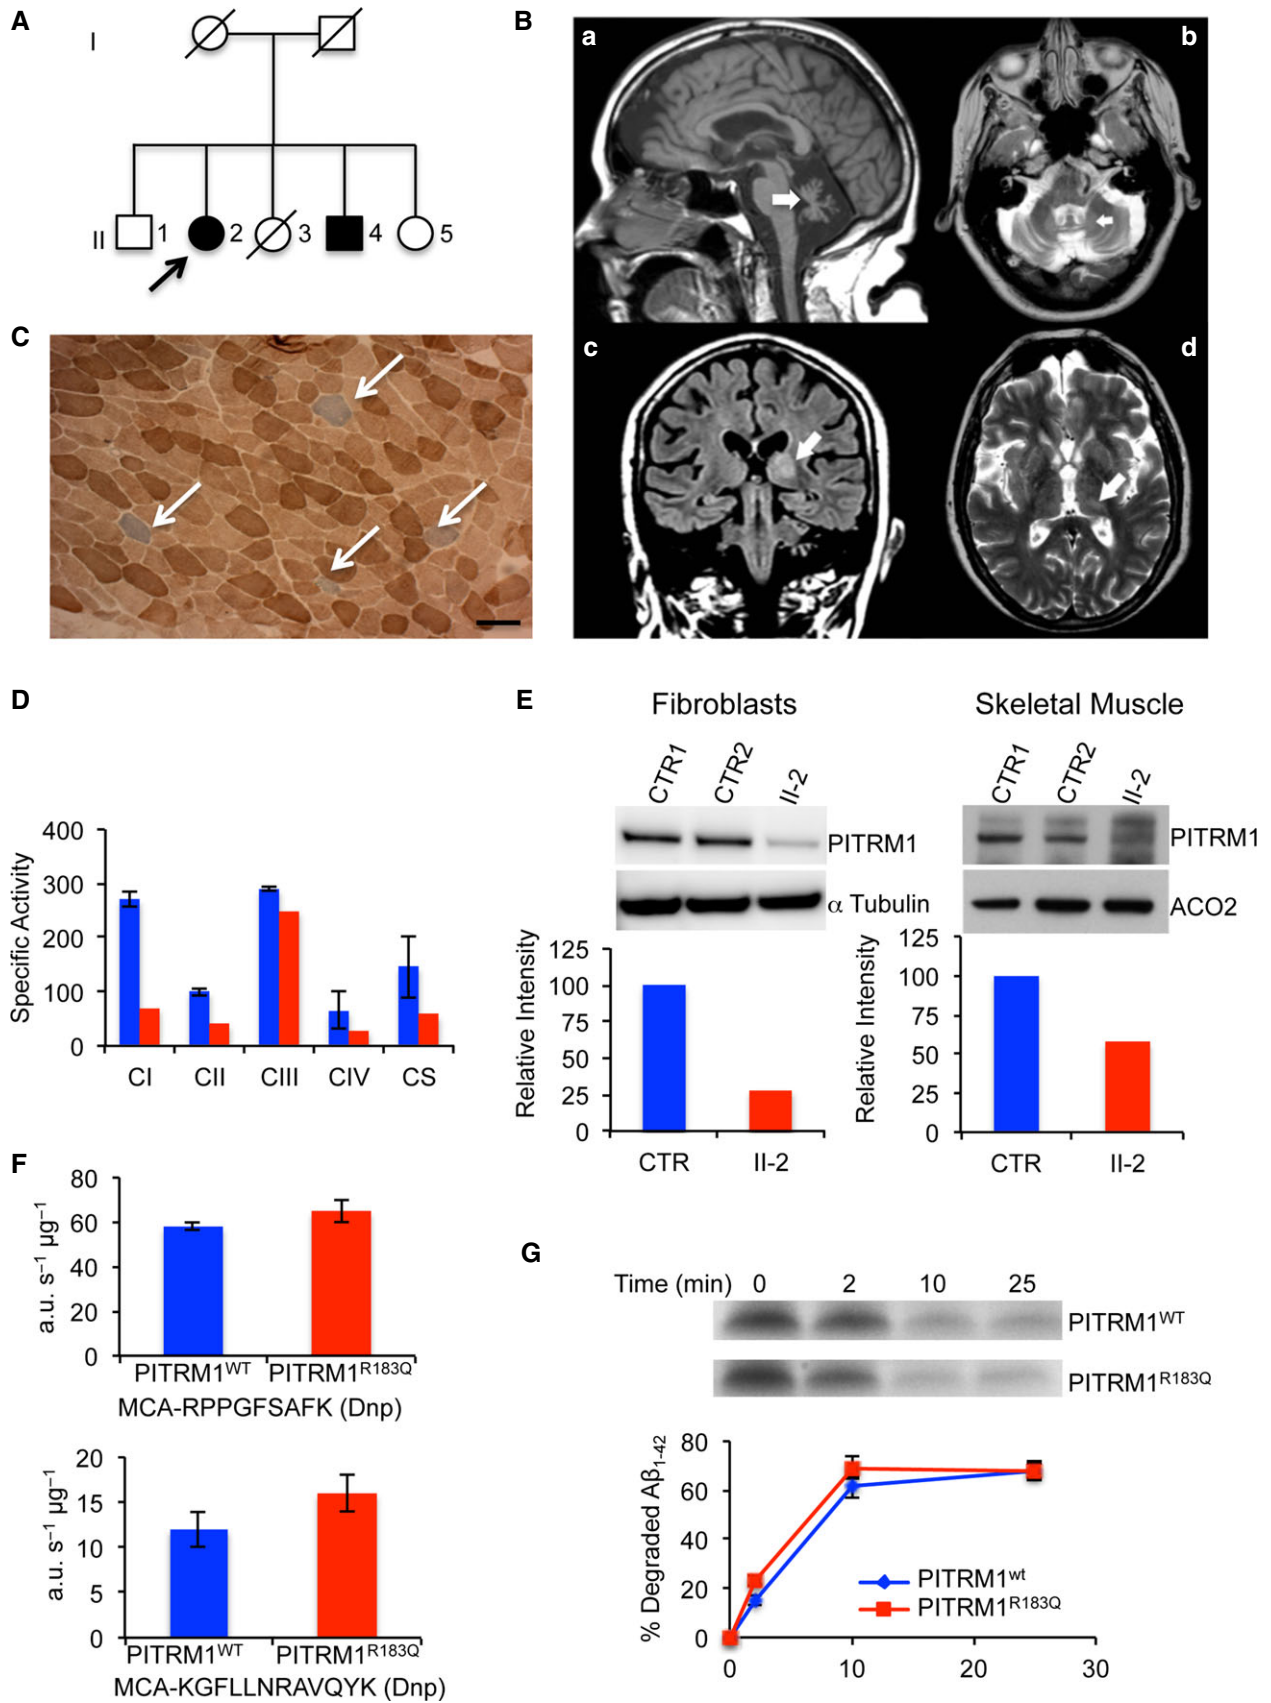 A
I
II
1
2
3
4
5
B
a
b
c
d
C
D
400
300
200
100
0
Specific Activity
CI CII CIII CIV CS
E
Fibroblasts
CTR1 CTR2 II-2
PITRM1
α Tubulin
125
100
75
50
25
0
Relative Intensity
CTR II-2
Skeletal Muscle
CTR1 CTR2 II-2
PITRM1
ACO2
125
100
75
50
25
0
Relative Intensity
CTR II-2
F
80
60
40
20
0
a.u. s⁻¹ µg⁻¹
PITRM1ᵂᵀ PITRM1ᴿ¹⁸³Q
MCA-RPPGFSAFK (Dnp)
20
15
10
5
0
a.u. s⁻¹ µg⁻¹
PITRM1ᵂᵀ PITRM1ᴿ¹⁸³Q
MCA-KGFLLNRAVQYK (Dnp)
G
Time (min) 0 2 10 25
PITRM1ᵂᵀ
PITRM1ᴿ¹⁸³Q
80
60
40
20
0
% Degraded Aβ₁₋₄₂
PITRM1ʷᵗ
PITRM1ᴿ¹⁸³Q
0 10 20 30